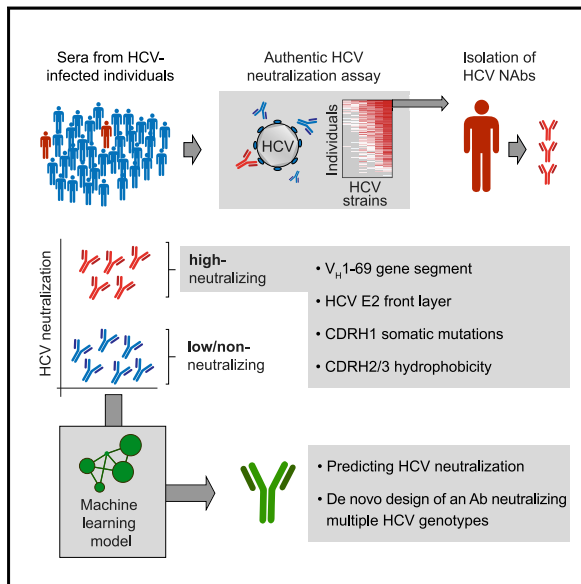 Sera from HCV-
infected individuals
Authentic HCV
neutralization assay
Isolation of
HCV NAbs
HCV
Individuals
HCV
strains
HCV neutralization
high-
neutralizing
low/non-
neutralizing
• VH1-69 gene segment
• HCV E2 front layer
• CDRH1 somatic mutations
• CDRH2/3 hydrophobicity
Machine
learning
model
• Predicting HCV neutralization
• De novo design of an Ab neutralizing
multiple HCV genotypes